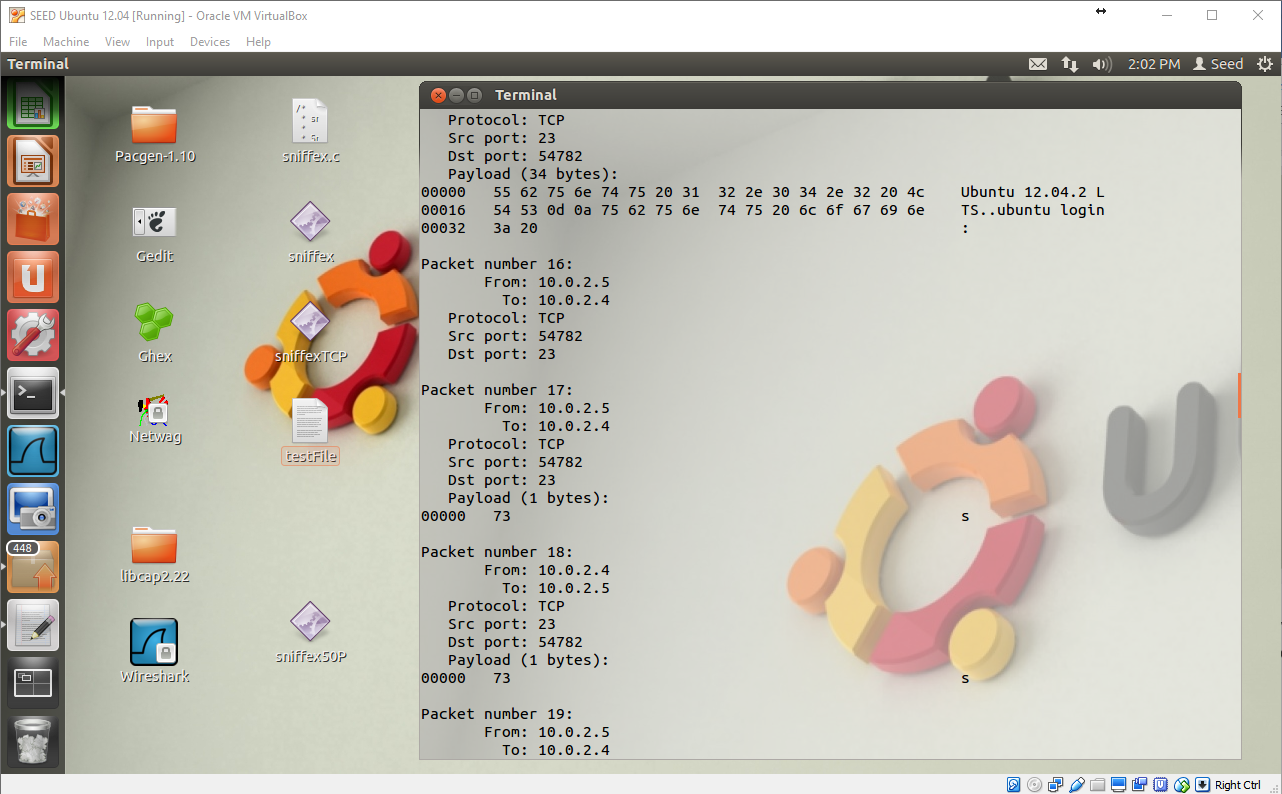 SEED Ubuntu 12.04 [Running] - Oracle VM VirtualBox
File Machine View Input Devices Help
Terminal 2:02 PM Seed
Pacgen-1.10
Gedit
Ghex
Netwag
libcap2.22
Wireshark
448
sniffex.c
sniffex
sniffexTCP
testFile
sniffex50P
Terminal
Protocol: TCP
Src port: 23
Dst port: 54782
Payload (34 bytes):
00000 55 62 75 6e 74 75 20 31 32 2e 30 34 2e 32 20 4c Ubuntu 12.04.2 L
00016 54 53 0d 0a 75 62 75 6e 74 75 20 6c 6f 67 69 6e TS..ubuntu login
00032 3a 20 :
Packet number 16:
From: 10.0.2.5
To: 10.0.2.4
Protocol: TCP
Src port: 54782
Dst port: 23
Packet number 17:
From: 10.0.2.5
To: 10.0.2.4
Protocol: TCP
Src port: 54782
Dst port: 23
Payload (1 bytes):
00000 73 s
Packet number 18:
From: 10.0.2.4
To: 10.0.2.5
Protocol: TCP
Src port: 23
Dst port: 54782
Payload (1 bytes):
00000 73 s
Packet number 19:
From: 10.0.2.5
To: 10.0.2.4
Right Ctrl